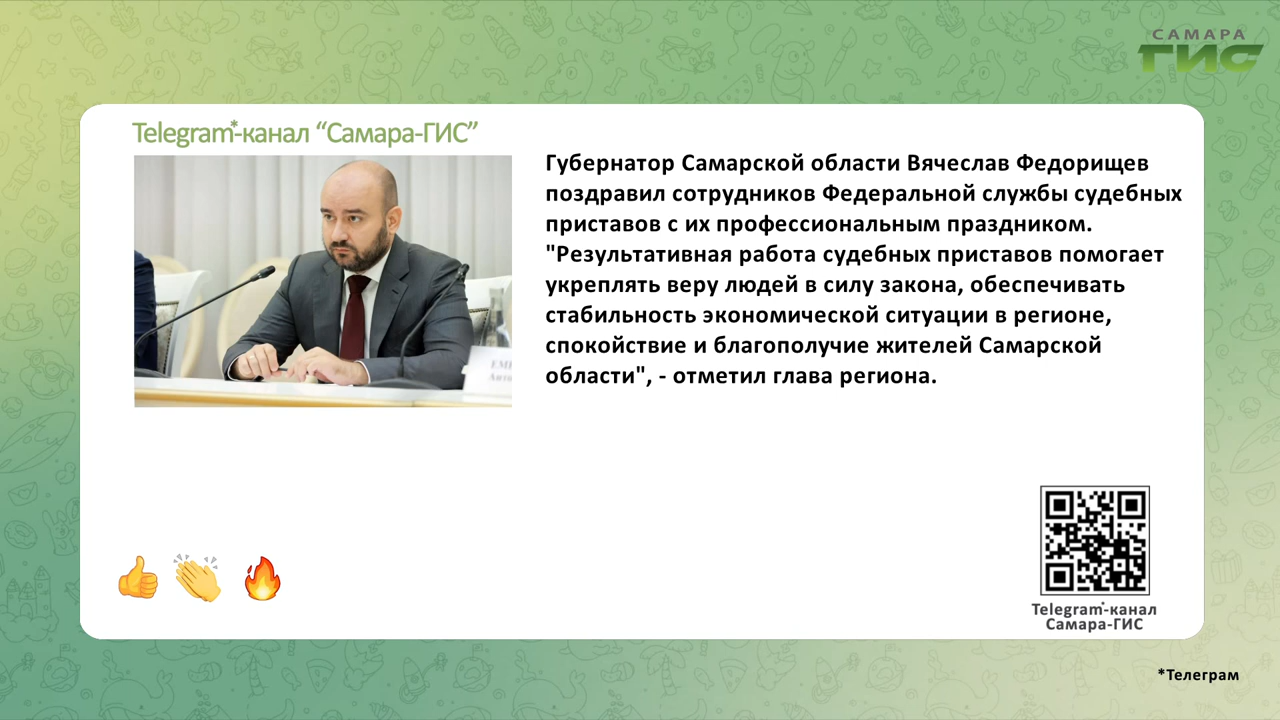 САМАРА
ГИС
Telegram*-канал “Самара-ГИС”
Губернатор Самарской области Вячеслав Федорищев
поздравил сотрудников Федеральной службы судебных
приставов с их профессиональным праздником.
"Результативная работа судебных приставов помогает
укреплять веру людей в силу закона, обеспечивать
стабильность экономической ситуации в регионе,
спокойствие и благополучие жителей Самарской
области", - отметил глава региона.
Telegram*-канал
Самара-ГИС
*Телеграм